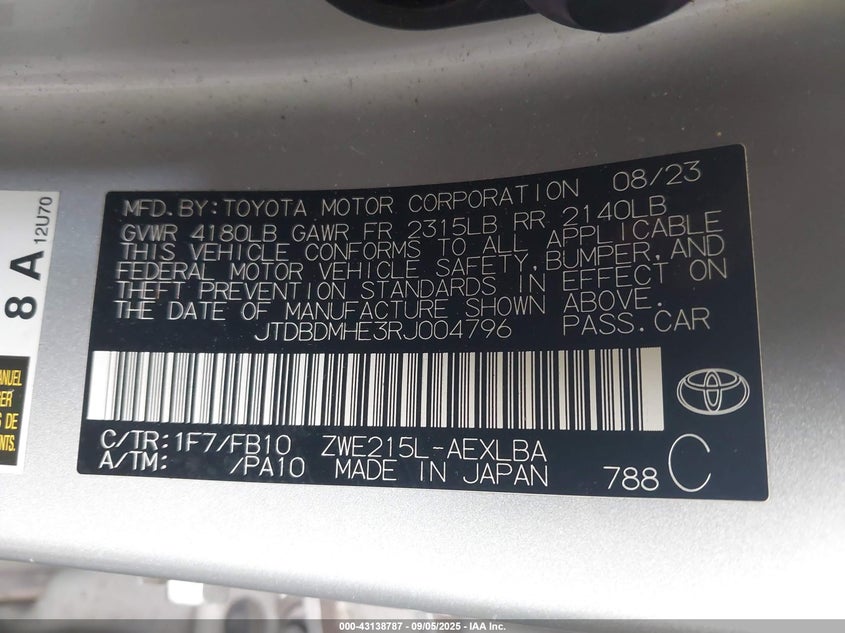 MFD.BY:TOYOTA MOTOR CORPORATION 08/23
GVWR 4180LB GAWR FR 2315LB RR 2140LB
THIS VEHICLE CONFORMS TO ALL APPLICABLE
FEDERAL MOTOR VEHICLE SAFETY,BUMPER,AND
THEFT PREVENTION STANDARDS IN EFFECT ON
THE DATE OF MANUFACTURE SHOWN ABOVE.
JTDBDMHE3RJ004796 PASS.CAR
C/TR:1F7/FB10 ZWE215L-AEXLBA
A/TM: /PA10 MADE IN JAPAN 788 C
8 A 12U70
ANUEL
S DE
NTS.
000-43138787 - 09/05/2025 - IAA Inc.